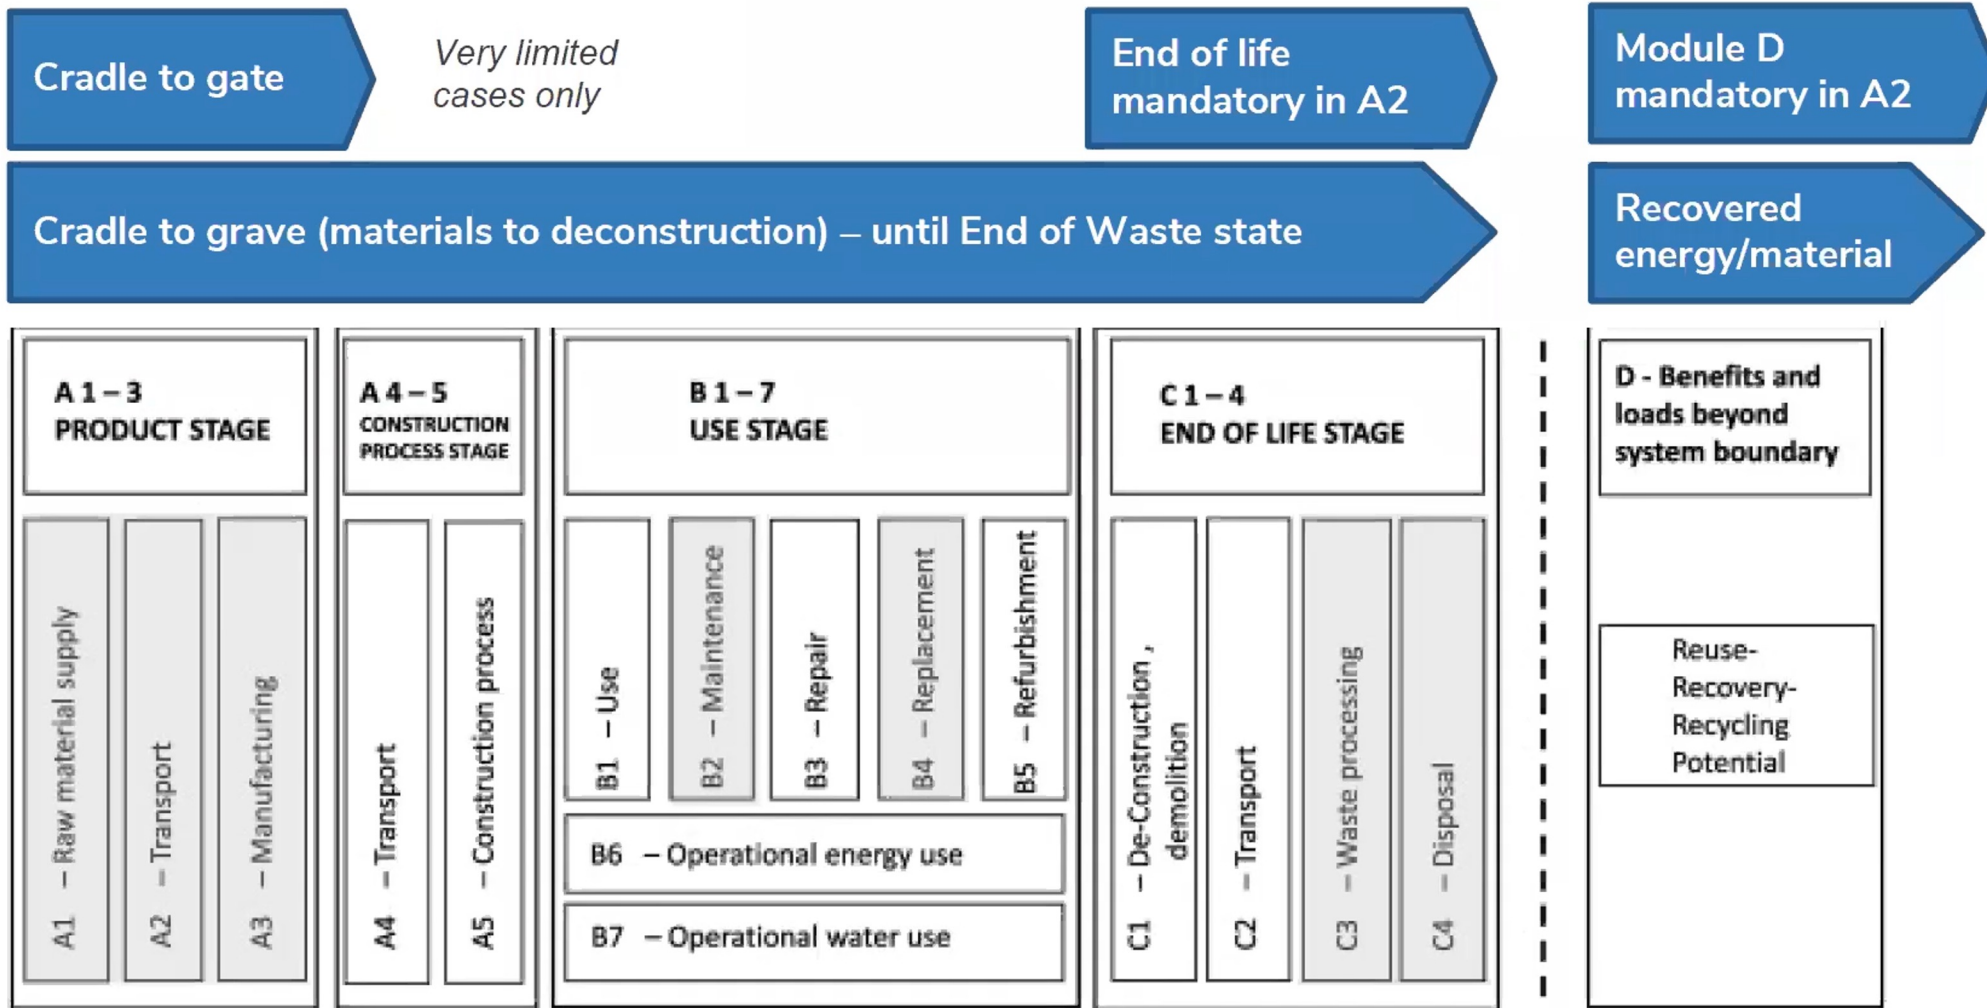 Cradle to gate
Very limited
cases only
End of life
mandatory in A2
Module D
mandatory in A2
Cradle to grave (materials to deconstruction) – until End of Waste state
Recovered
energy/material
A 1 – 3
PRODUCT STAGE
A 4 – 5
CONSTRUCTION
PROCESS STAGE
B 1 – 7
USE STAGE
C 1 – 4
END OF LIFE STAGE
D - Benefits and
loads beyond
system boundary
A1 – Raw material supply
A2 – Transport
A3 – Manufacturing
A4 – Transport
A5 – Construction process
B1 – Use
B2 – Maintenance
B3 – Repair
B4 – Replacement
B5 – Refurbishment
B6 – Operational energy use
B7 – Operational water use
C1 – De-Construction ,
demolition
C2 – Transport
C3 – Waste processing
C4 – Disposal
Reuse-
Recovery-
Recycling
Potential